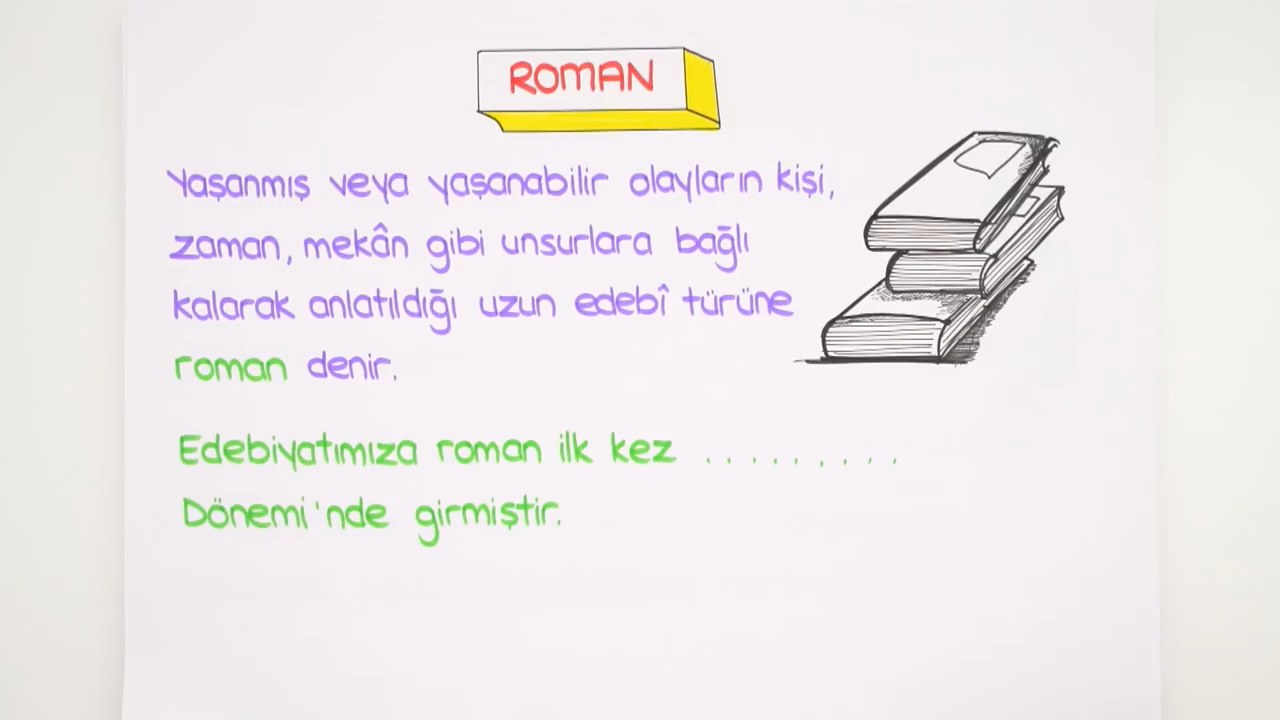 ROMAN
Yaşanmış veya yaşanabilir olayların kişi,
zaman, mekân gibi unsurlara bağlı
kalarak anlatıldığı uzun edebî türüne
roman denir.
Edebiyatımıza roman ilk kez .........
Dönemi'nde girmiştir.